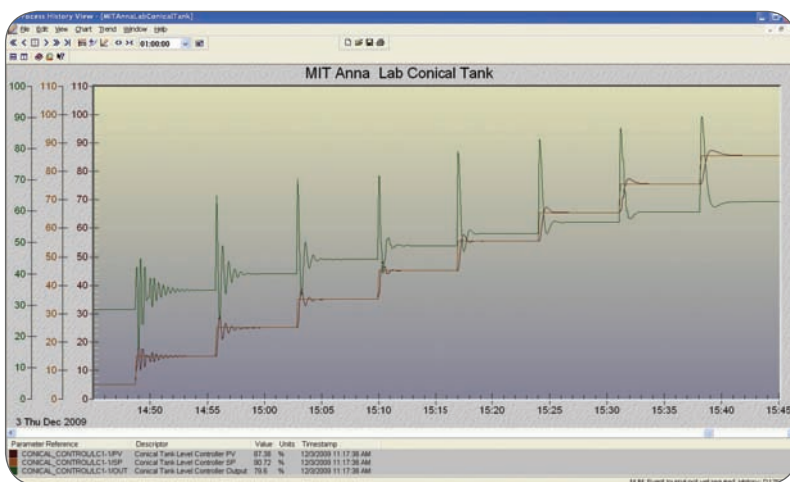 Process History View - [MITAnnaLabConicalTank]
File Edit View Chart Trend Window Help
01:00:00
MIT Anna Lab Conical Tank
100 110 110
90 100 100
80 90 90
70 80 80
60 70 70
50 60 60
40 50 50
30 40 40
20 30 30
10 20 20
0 10 10
0 0
14:50 14:55 15:00 15:05 15:10 15:15 15:20 15:25 15:30 15:35 15:40 15:45
3 Thu Dec 2009
Parameter Reference Descriptor Value Units Timestamp
CONICAL_CONTROL/LC1-1/PV Conical Tank Level Controller PV 87.38 % 12/3/2009 11:17:38 AM
CONICAL_CONTROL/LC1-1/SP Conical Tank Level Controller SP 90.72 % 12/3/2009 11:17:38 AM
CONICAL_CONTROL/LC1-1/OUT Conical Tank Level Controller Output 79.6 % 12/3/2009 11:17:38 AM